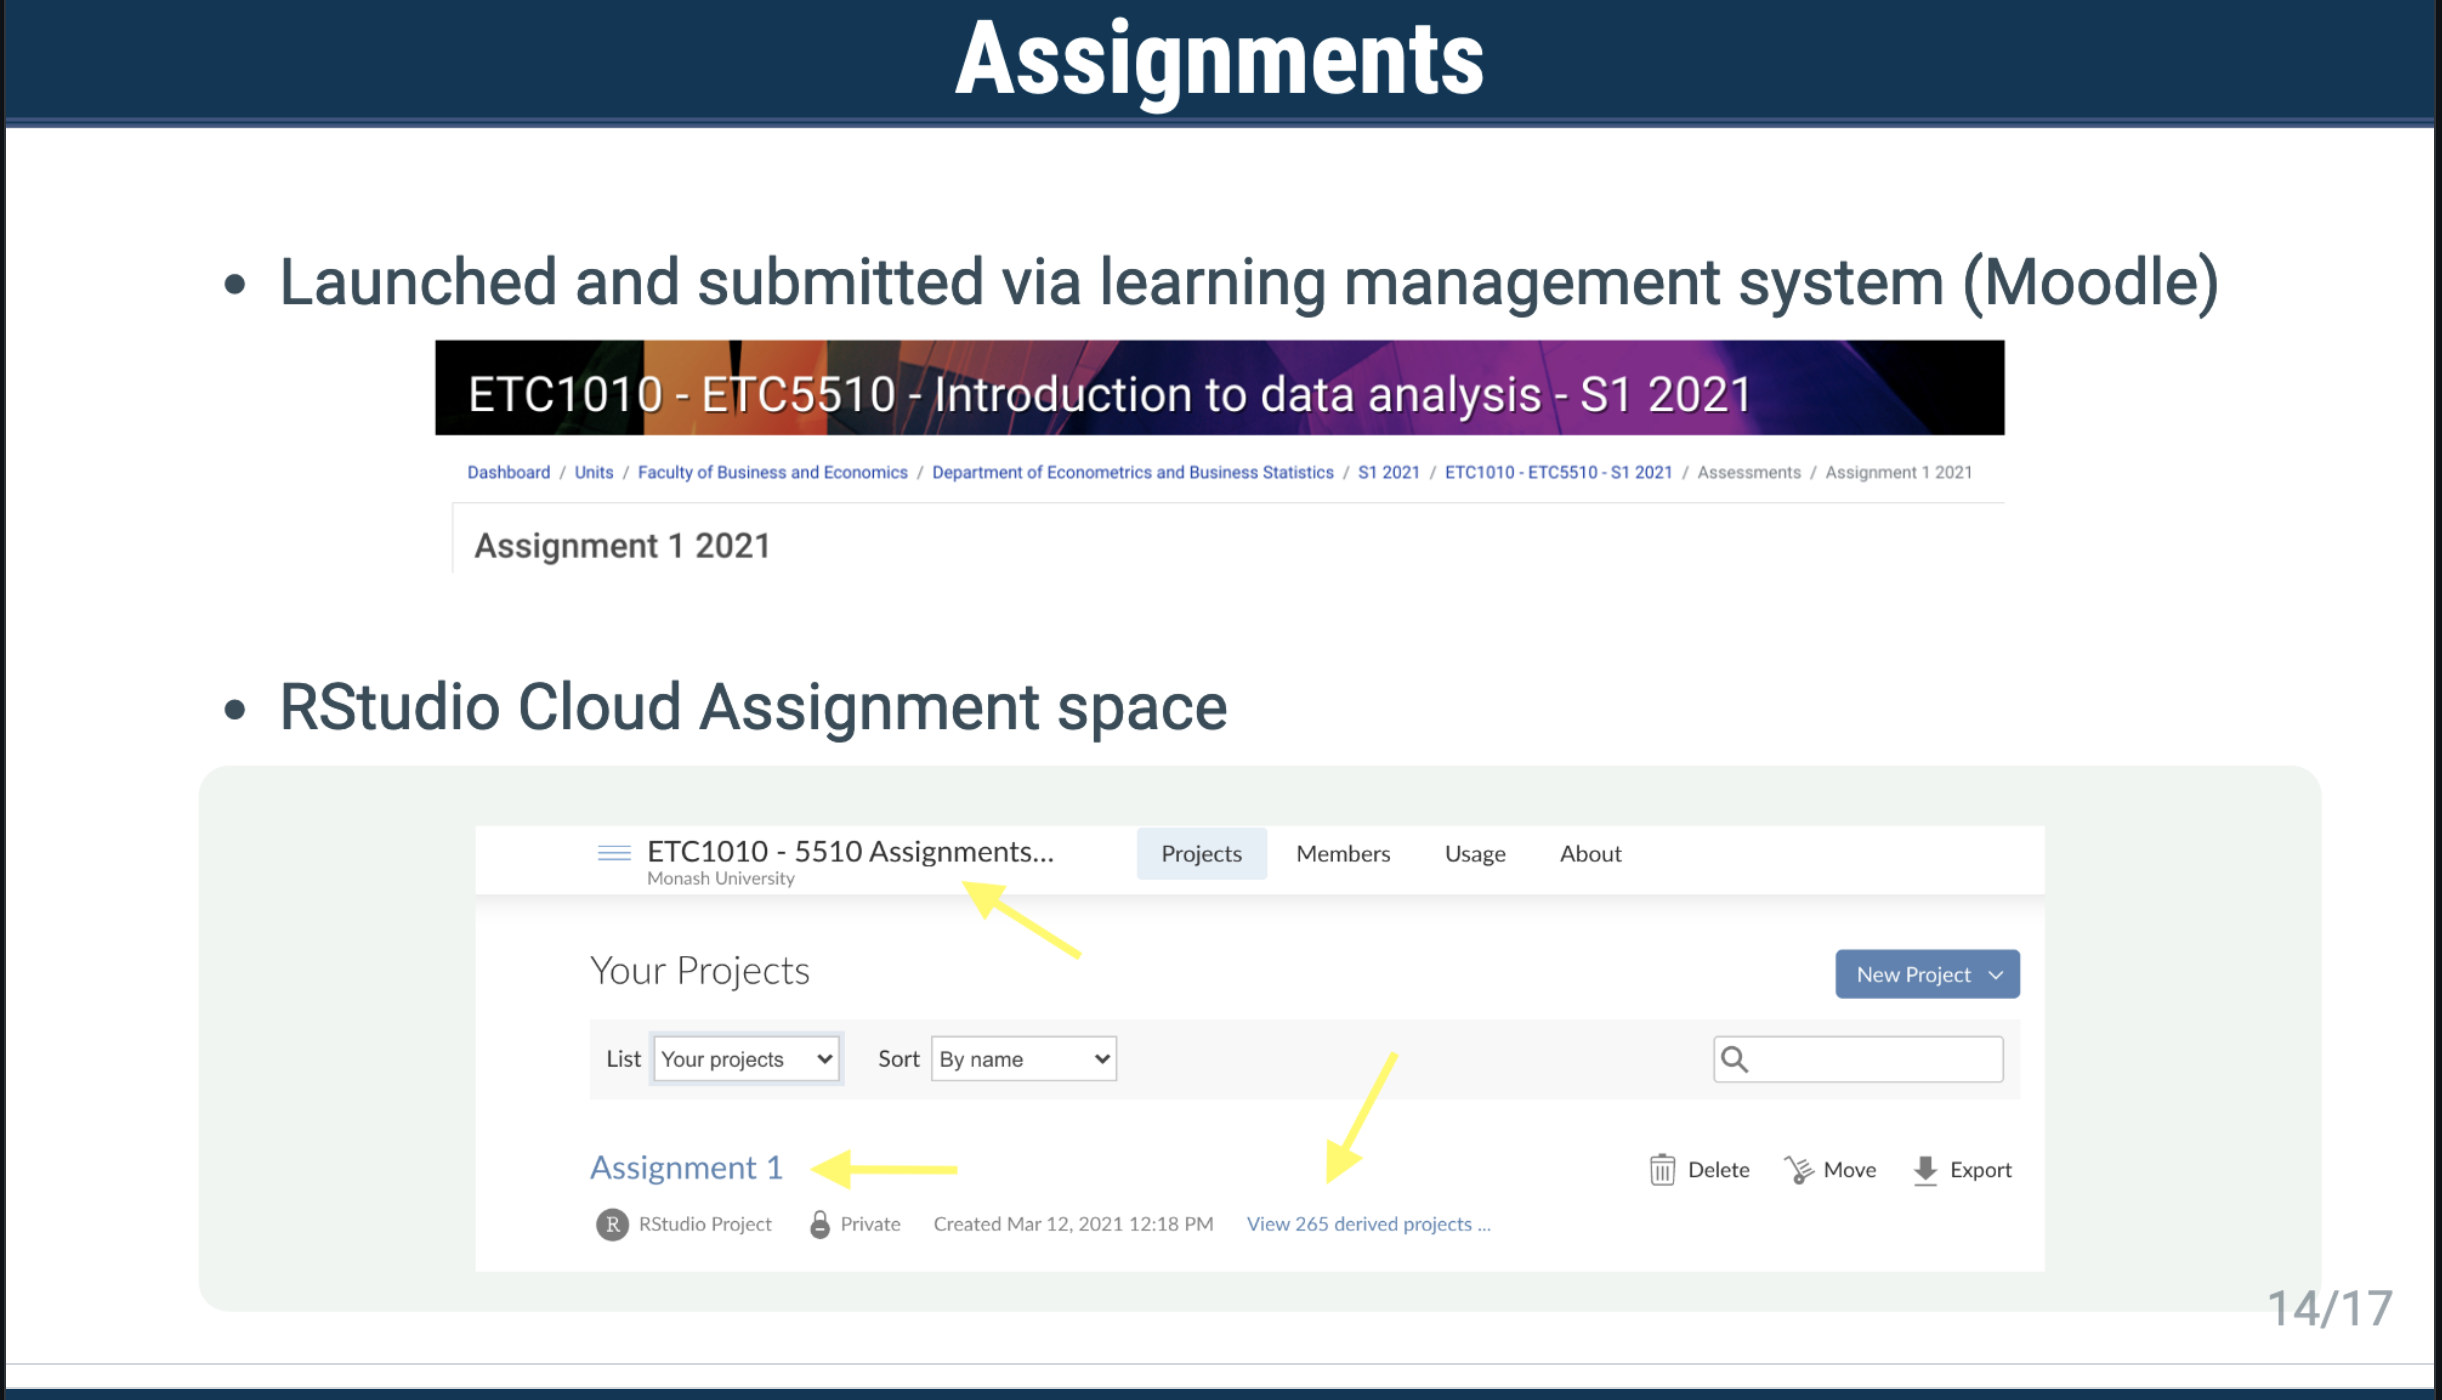 Assignments
• Launched and submitted via learning management system (Moodle)
ETC1010 - ETC5510 - Introduction to data analysis - S1 2021
Dashboard / Units / Faculty of Business and Economics / Department of Econometrics and Business Statistics / S1 2021 / ETC1010 - ETC5510 - S1 2021 / Assessments / Assignment 1 2021
Assignment 1 2021
• RStudio Cloud Assignment space
ETC1010 - 5510 Assignments... Projects Members Usage About
Monash University
Your Projects New Project
List Your projects Sort By name
Assignment 1 Delete Move Export
R RStudio Project Private Created Mar 12, 2021 12:18 PM View 265 derived projects ...
14/17